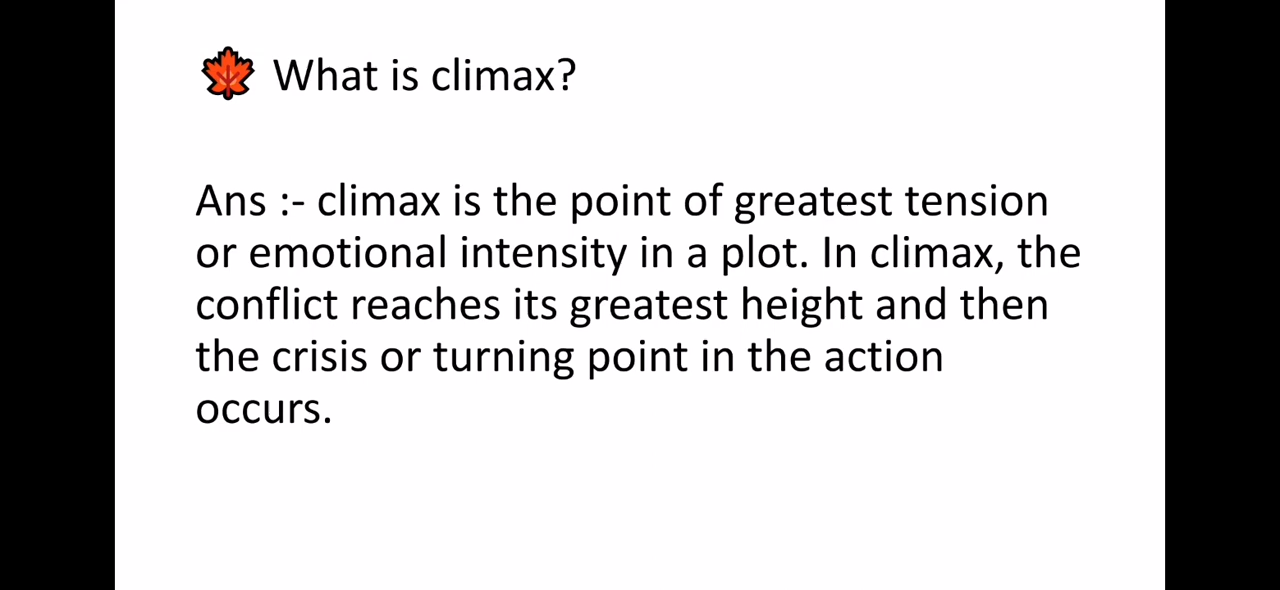 What is climax?
Ans :- climax is the point of greatest tension
or emotional intensity in a plot. In climax, the
conflict reaches its greatest height and then
the crisis or turning point in the action
occurs.